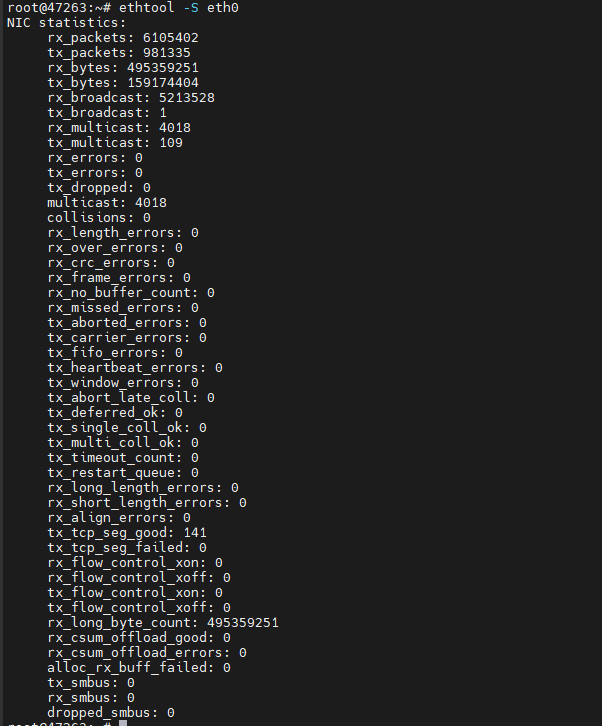 root@47263:~# ethtool -S eth0
NIC statistics:
rx_packets: 6105402
tx_packets: 981335
rx_bytes: 495359251
tx_bytes: 159174404
rx_broadcast: 5213528
tx_broadcast: 1
rx_multicast: 4018
tx_multicast: 109
rx_errors: 0
tx_errors: 0
tx_dropped: 0
multicast: 4018
collisions: 0
rx_length_errors: 0
rx_over_errors: 0
rx_crc_errors: 0
rx_frame_errors: 0
rx_no_buffer_count: 0
rx_missed_errors: 0
tx_aborted_errors: 0
tx_carrier_errors: 0
tx_fifo_errors: 0
tx_heartbeat_errors: 0
tx_window_errors: 0
tx_abort_late_coll: 0
tx_deferred_ok: 0
tx_single_coll_ok: 0
tx_multi_coll_ok: 0
tx_timeout_count: 0
tx_restart_queue: 0
rx_long_length_errors: 0
rx_short_length_errors: 0
rx_align_errors: 0
tx_tcp_seg_good: 141
tx_tcp_seg_failed: 0
rx_flow_control_xon: 0
rx_flow_control_xoff: 0
tx_flow_control_xon: 0
tx_flow_control_xoff: 0
rx_long_byte_count: 495359251
rx_csum_offload_good: 0
rx_csum_offload_errors: 0
alloc_rx_buff_failed: 0
tx_smbus: 0
rx_smbus: 0
dropped_smbus: 0
root@47263:~#